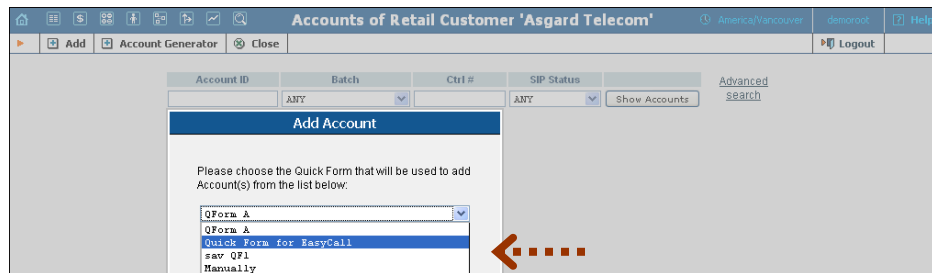 Accounts of Retail Customer 'Asgard Telecom' America/Vancouver demoroot Help
Add Account Generator Close Logout
Account ID Batch Ctrl # SIP Status
ANY ANY Show Accounts
Advanced search
Add Account
Please choose the Quick Form that will be used to add
Account(s) from the list below:
QForm A
QForm A
Quick Form for EasyCall
sav QF1
Manually